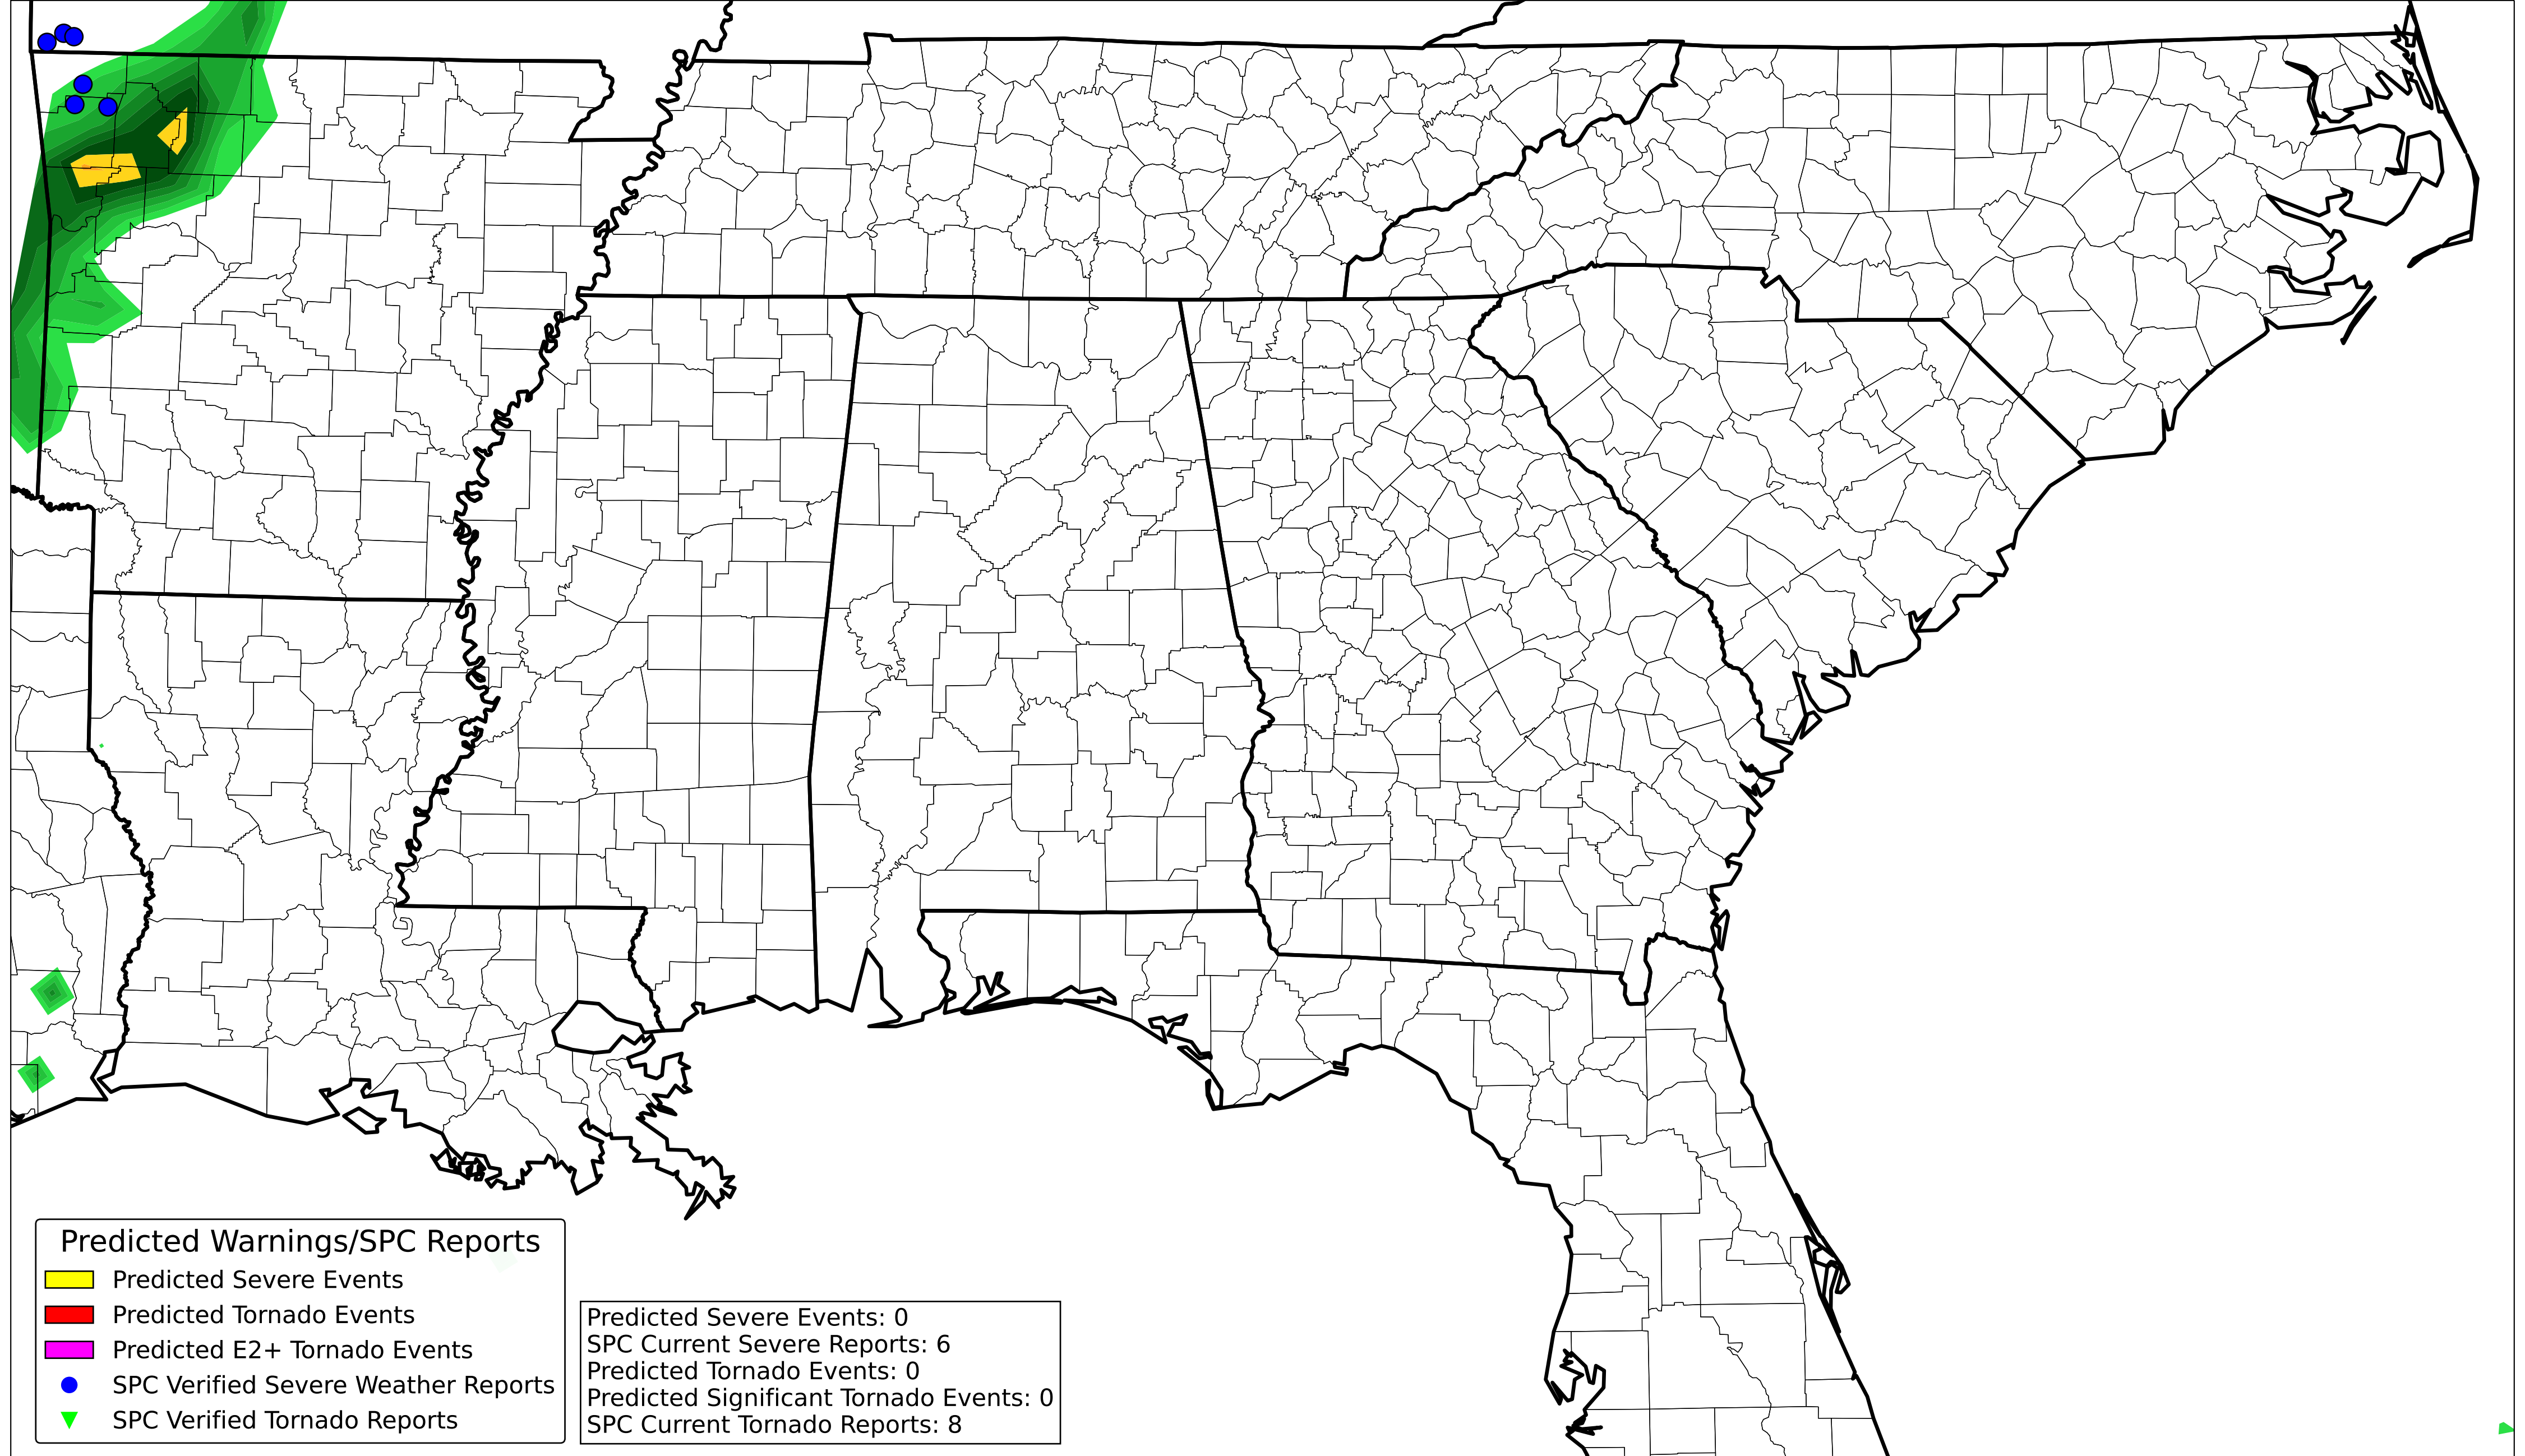 Predicted Warnings/SPC Reports
Predicted Severe Events
Predicted Tornado Events
Predicted E2+ Tornado Events
SPC Verified Severe Weather Reports
SPC Verified Tornado Reports
Predicted Severe Events: 0
SPC Current Severe Reports: 6
Predicted Tornado Events: 0
Predicted Significant Tornado Events: 0
SPC Current Tornado Reports: 8